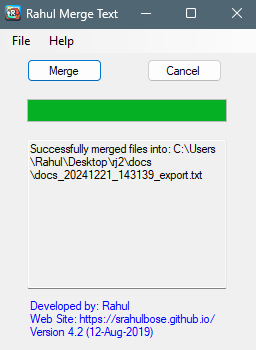 Rahul Merge Text
File Help
Merge Cancel
Successfully merged files into: C:\Users
\Rahul\Desktop\rj2\docs
\docs_20241221_143139_export.txt
Developed by: Rahul
Web Site: https://srahulbose.github.io/
Version 4.2 (12-Aug-2019)